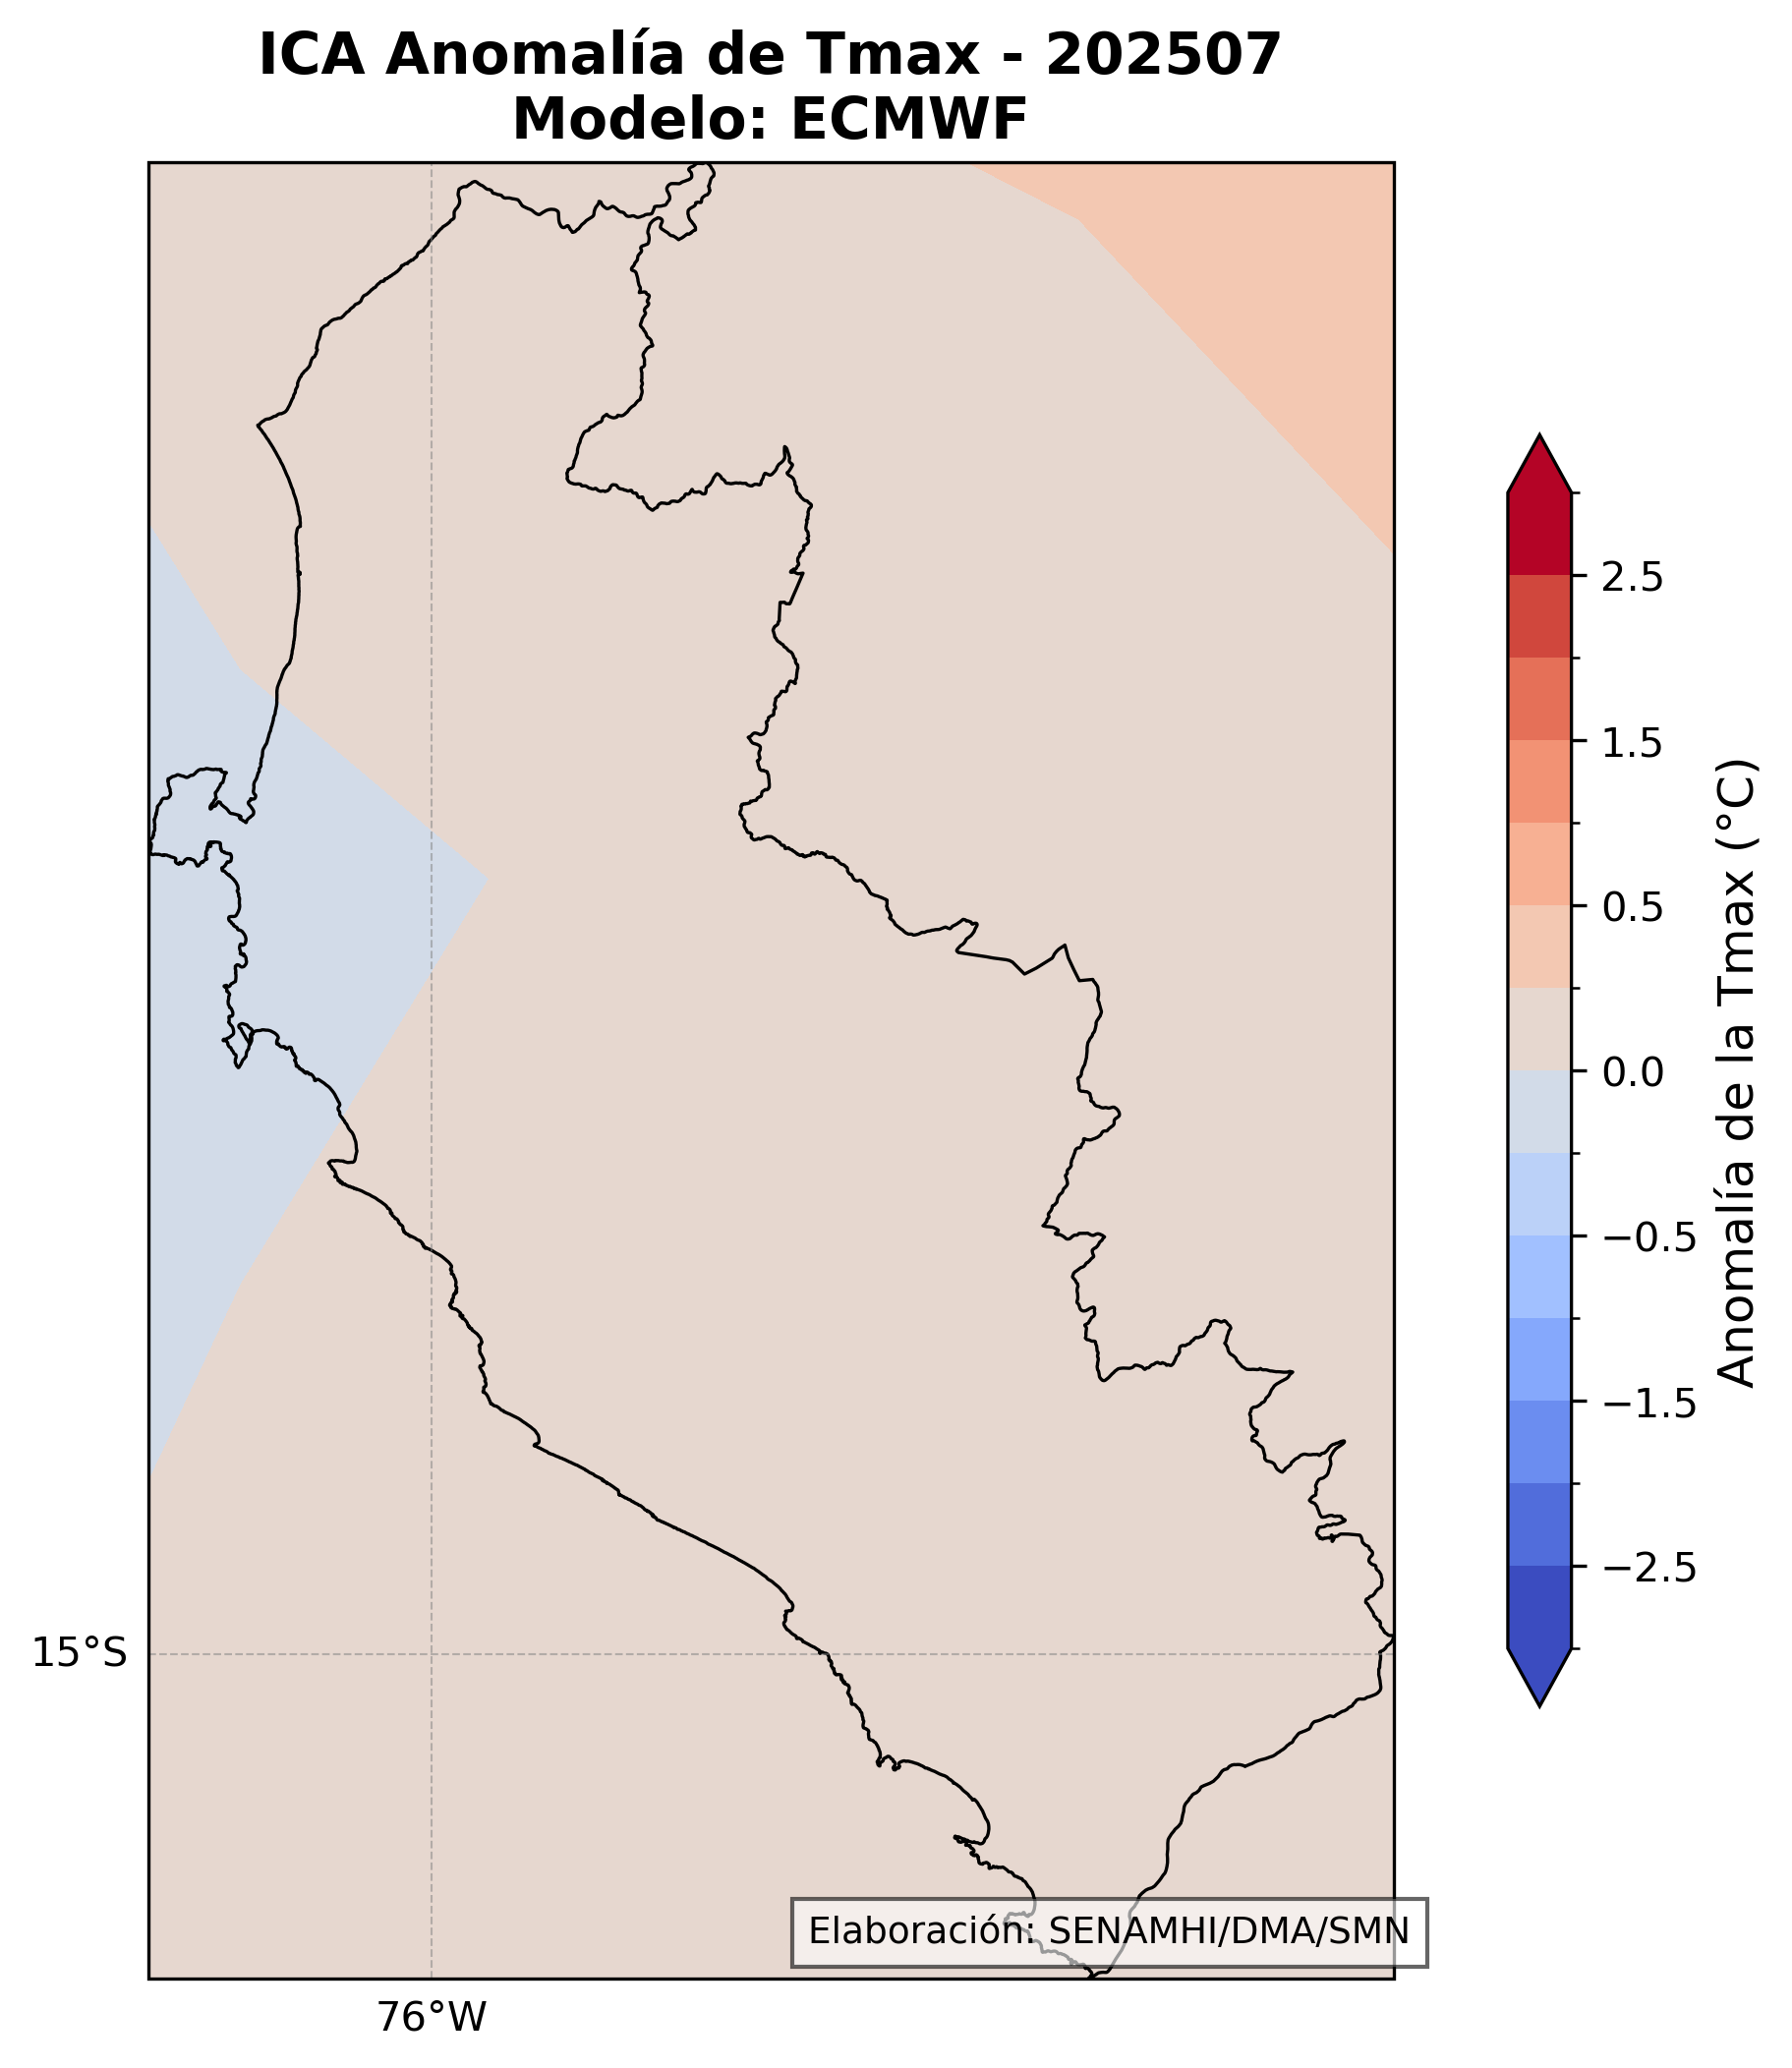 ICA Anomalía de Tmax - 202507
Modelo: ECMWF
2.5
1.5
0.5
0.0
−0.5
−1.5
−2.5
Anomalía de la Tmax (°C)
15°S
76°W
Elaboración: SENAMHI/DMA/SMN